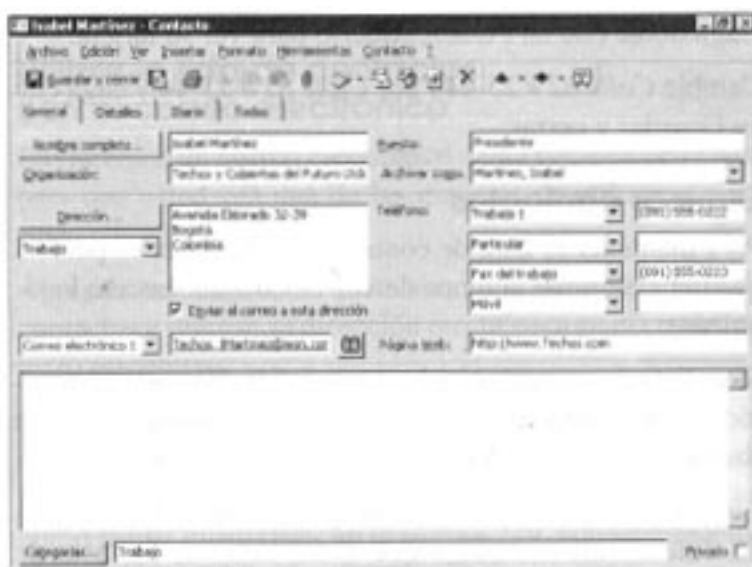 Isabel Martínez - Contacto
Archivo Edición Ver Insertar Formato Herramientas Contacto ?
Guardar y cerrar
General Detalles Diario Todos
Nombre completo... Isabel Martínez Puesto: Presidente
Organización: Techos y Cubiertas del Futuro Ltda Archivar como: Martínez, Isabel
Dirección... Avenida Eldorado 32-39 Teléfono: Trabajo 1 (091) 555-0222
Bogotá Particular
Trabajo Colombia
Fax del trabajo (091) 555-0223
Enviar el correo a esta dirección Móvil
Correo electrónico 1 Página web: http://www.Techos.com
Categorías... Trabajo Privado